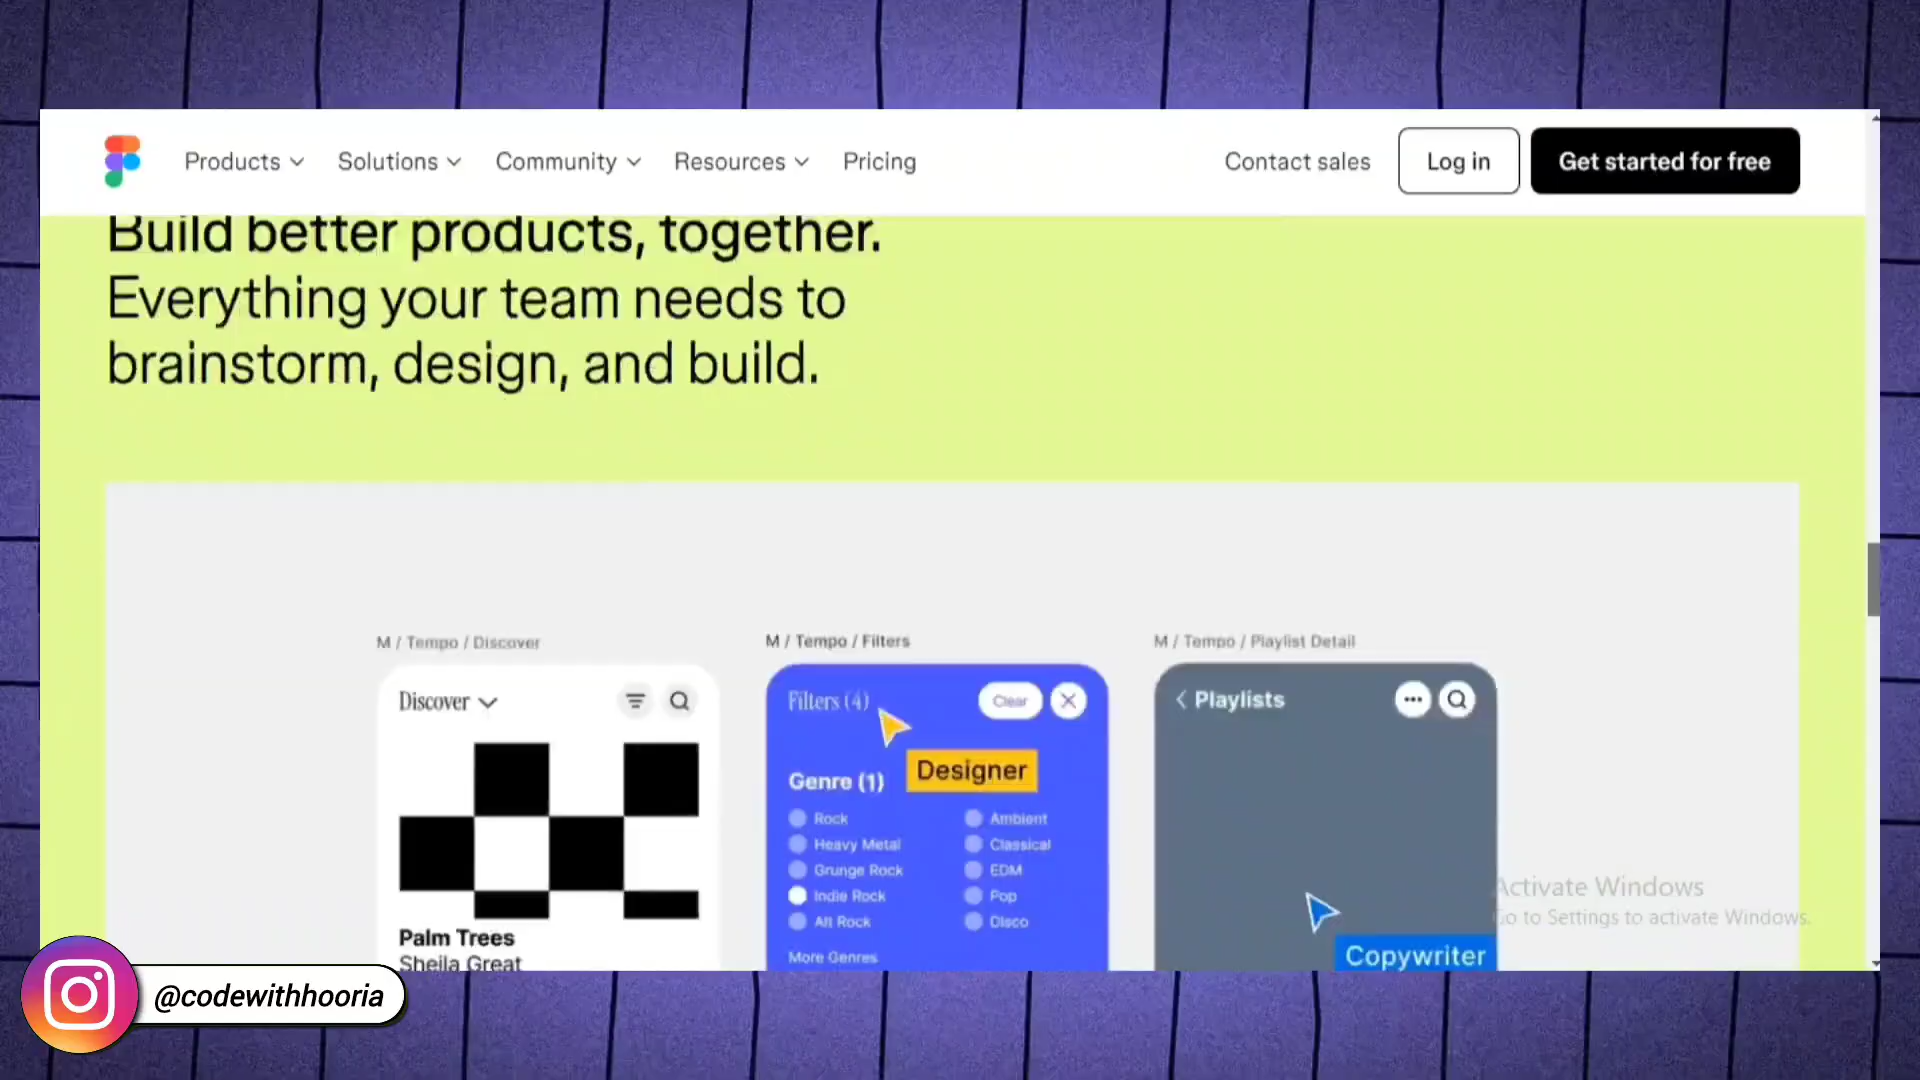 Products
Solutions
Community
Resources
Pricing
Contact sales
Log in
Get started for free
Build better products, together.
Everything your team needs to
brainstorm, design, and build.
M / Tempo / Discover
Discover
Palm Trees
Sheila Great
M / Tempo / Filters
Filters (4)
Clear
Designer
Genre (1)
Rock
Ambient
Heavy Metal
Classical
Grunge Rock
EDM
Indie Rock
Pop
Alt Rock
Disco
More Genres
M / Tempo / Playlist Detail
Playlists
Copywriter
Activate Windows
Go to Settings to activate Windows.
@codewithhooria